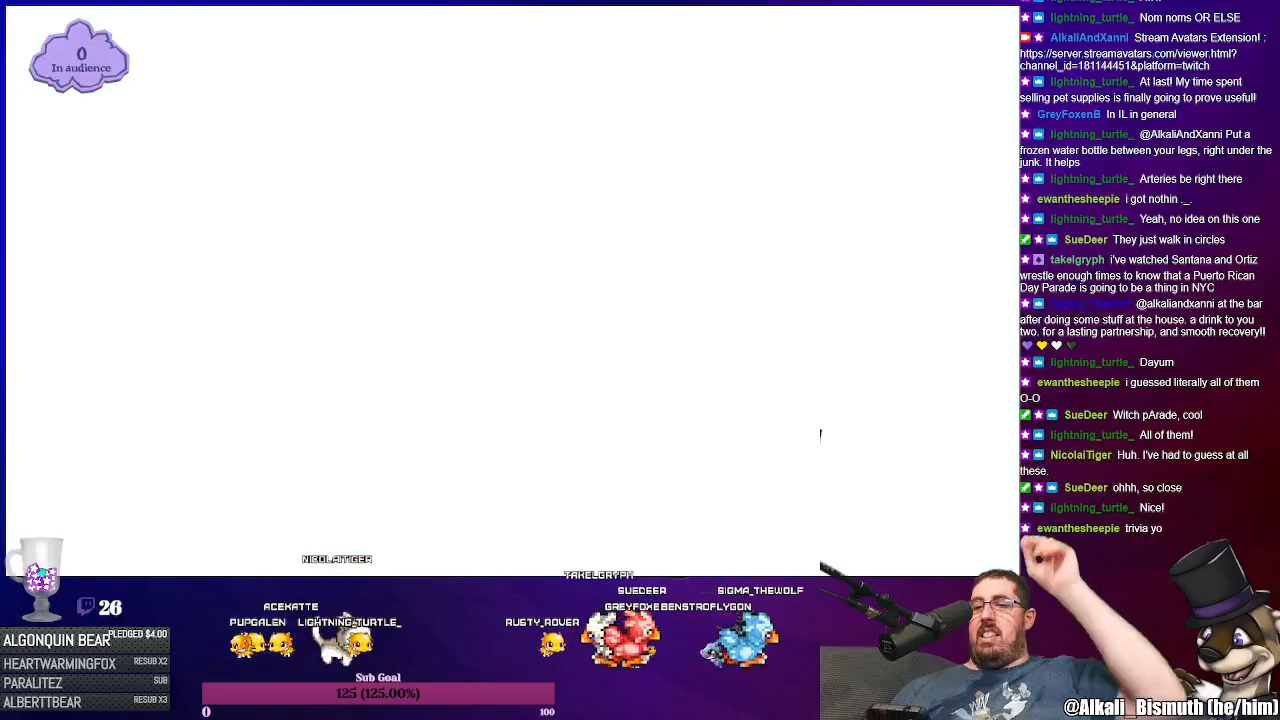 0
In audience
lightning_turtle_ Nom noms OR ELSE
AlkaliAndXanni Stream Avatars Extension! :
https://server.streamavatars.com/viewer.html?
channel_id=181144451&platform=twitch
lightning_turtle_ At last! My time spent
selling pet supplies is finally going to prove useful!
GreyFoxenB In IL in general
lightning_turtle_ @AlkaliAndXanni Put a
frozen water bottle between your legs, right under the
junk. It helps
lightning_turtle_ Arteries be right there
ewanthesheepie i got nothin ._.
lightning_turtle_ Yeah, no idea on this one
SueDeer They just walk in circles
takelgryph i've watched Santana and Ortiz
wrestle enough times to know that a Puerto Rican
Day Parade is going to be a thing in NYC
@alkaliandxanni at the bar
after doing some stuff at the house. a drink to you
two. for a lasting partnership, and smooth recovery!!
lightning_turtle_ Dayum
ewanthesheepie i guessed literally all of them
O-O
SueDeer Witch pArade, cool
lightning_turtle_ All of them!
NicolaiTiger Huh. I've had to guess at all
these.
SueDeer ohhh, so close
lightning_turtle_ Nice!
ewanthesheepie trivia yo
NICOLAITIGER
TAKELGRYPH
SUEDEER SIGMA_THEWOLF
ACEKATTE GREYFOXEBENSTROFLYGON
PUPGALEN LIGHTNING_TURTLE_ RUSTY_ROVER
26
ALGONQUIN BEAR PLEDGED $4.00
HEARTWARMINGFOX RESUB X2
PARALITEZ SUB
ALBERTTBEAR RESUB X3
Sub Goal
125 (125.00%)
0 100
@Alkali_Bismuth (he/him)